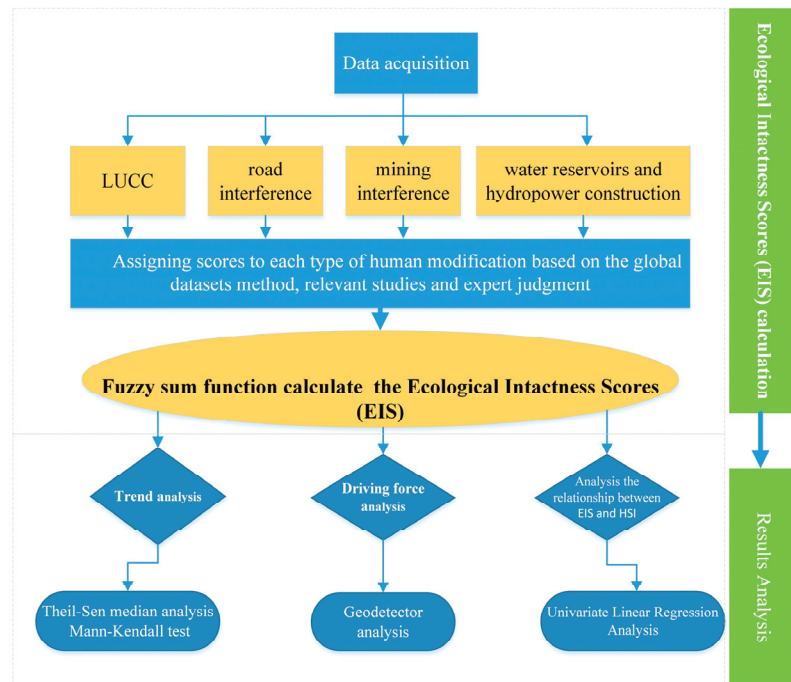 Data acquisition
LUCC
road
interference
mining
interference
water reservoirs and
hydropower construction
Assigning scores to each type of human modification based on the global
datasets method, relevant studies and expert judgment
Fuzzy sum function calculate the Ecological Intactness Scores
(EIS)
Trend analysis
Driving force
analysis
Analysis the
relationship between
EIS and HSI
Theil-Sen median analysis
Mann-Kendall test
Geodetector
analysis
Univariate Linear Regression
Analysis
Ecological Intactness Scores (EIS) calculation
Results Analysis